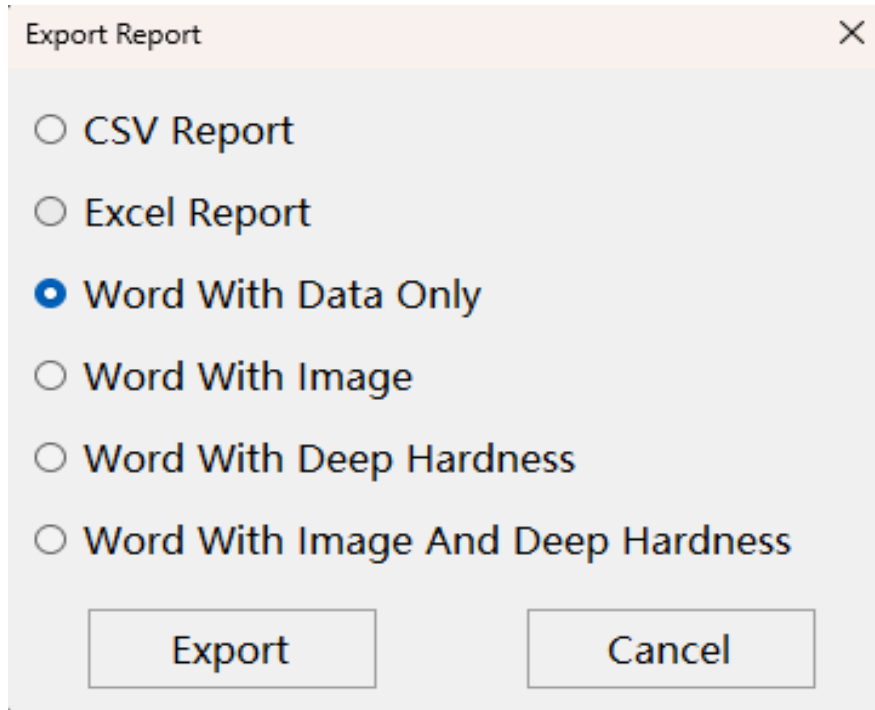 Export Report
CSV Report
Excel Report
Word With Data Only
Word With Image
Word With Deep Hardness
Word With Image And Deep Hardness
Export Cancel